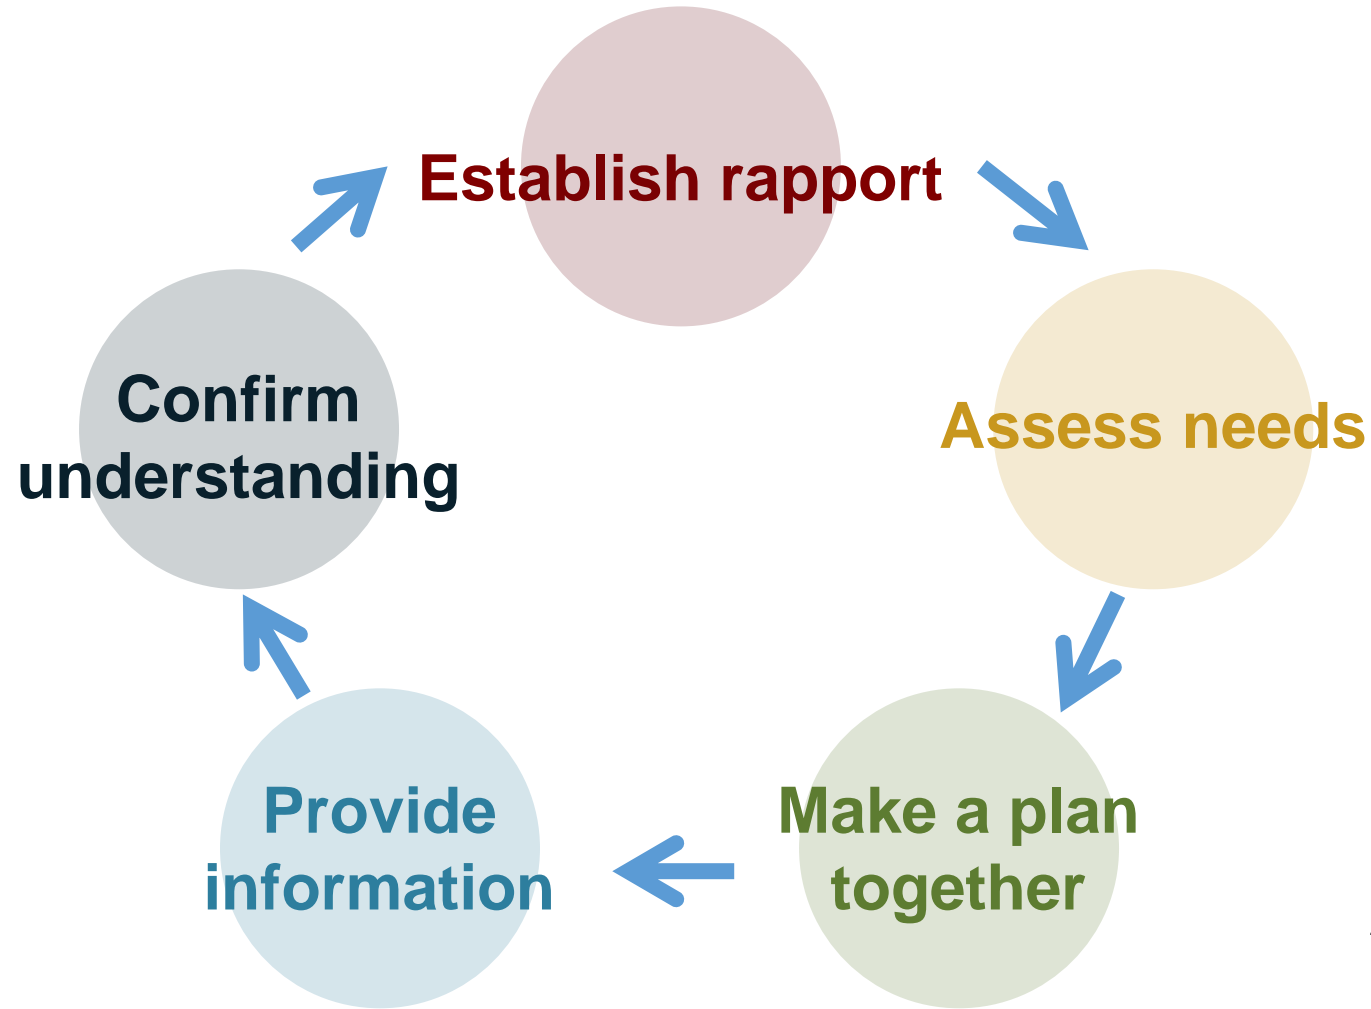 Establish rapport
Assess needs
Make a plan
together
Provide
information
Confirm
understanding